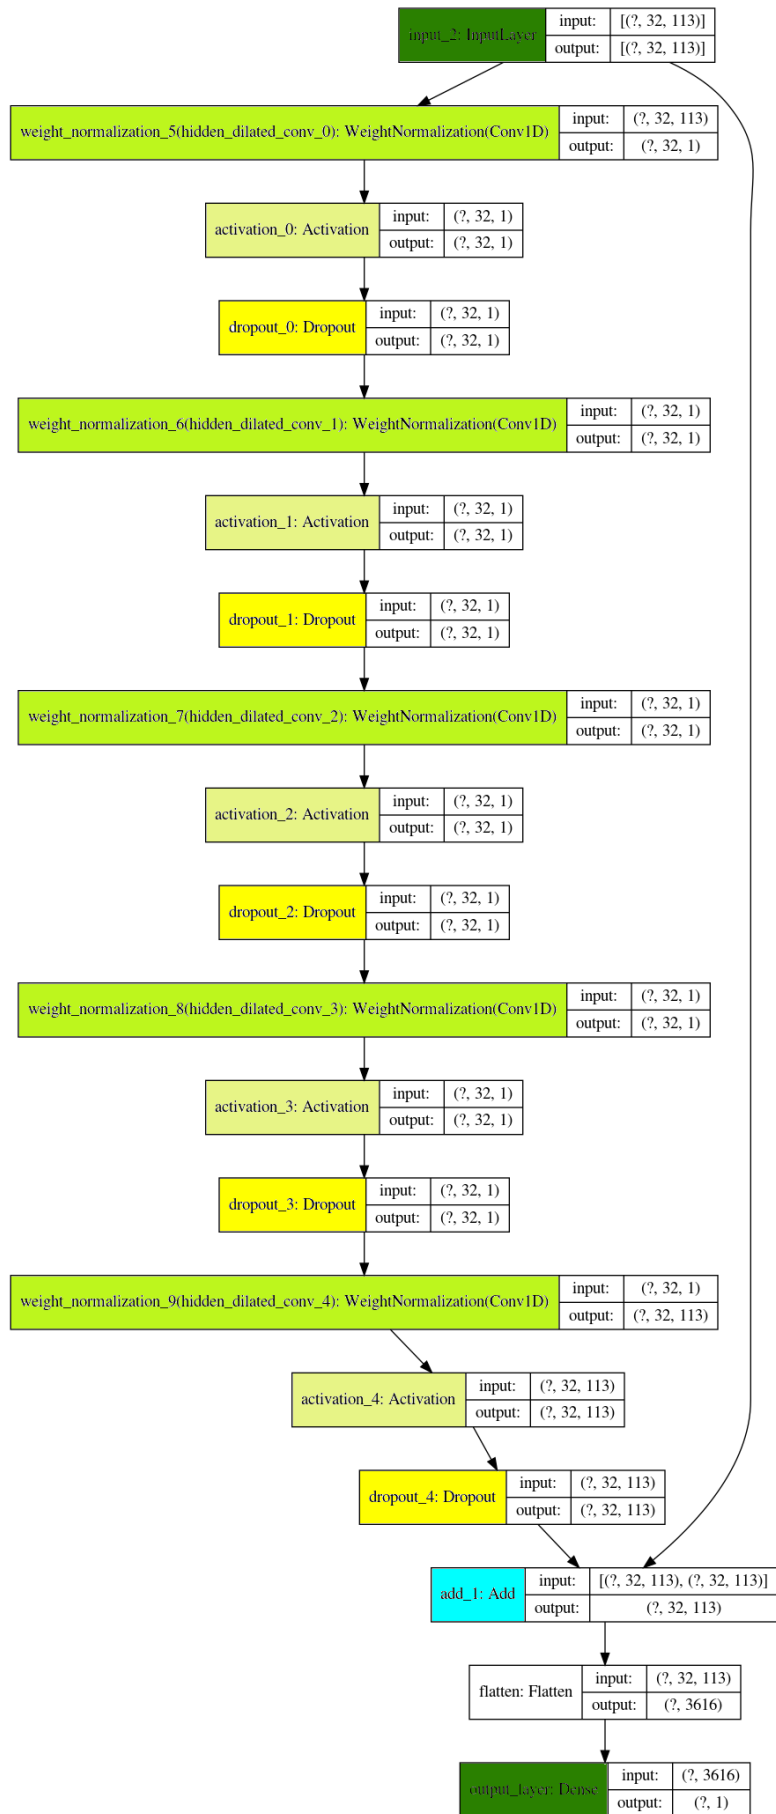 input_2: InputLayer
input: [(?, 32, 113)]
output: [(?, 32, 113)]
weight_normalization_5(hidden_dilated_conv_0): WeightNormalization(Conv1D)
input: (?, 32, 113)
output: (?, 32, 1)
activation_0: Activation
input: (?, 32, 1)
output: (?, 32, 1)
dropout_0: Dropout
input: (?, 32, 1)
output: (?, 32, 1)
weight_normalization_6(hidden_dilated_conv_1): WeightNormalization(Conv1D)
input: (?, 32, 1)
output: (?, 32, 1)
activation_1: Activation
input: (?, 32, 1)
output: (?, 32, 1)
dropout_1: Dropout
input: (?, 32, 1)
output: (?, 32, 1)
weight_normalization_7(hidden_dilated_conv_2): WeightNormalization(Conv1D)
input: (?, 32, 1)
output: (?, 32, 1)
activation_2: Activation
input: (?, 32, 1)
output: (?, 32, 1)
dropout_2: Dropout
input: (?, 32, 1)
output: (?, 32, 1)
weight_normalization_8(hidden_dilated_conv_3): WeightNormalization(Conv1D)
input: (?, 32, 1)
output: (?, 32, 1)
activation_3: Activation
input: (?, 32, 1)
output: (?, 32, 1)
dropout_3: Dropout
input: (?, 32, 1)
output: (?, 32, 1)
weight_normalization_9(hidden_dilated_conv_4): WeightNormalization(Conv1D)
input: (?, 32, 1)
output: (?, 32, 113)
activation_4: Activation
input: (?, 32, 113)
output: (?, 32, 113)
dropout_4: Dropout
input: (?, 32, 113)
output: (?, 32, 113)
add_1: Add
input: [(?, 32, 113), (?, 32, 113)]
output: (?, 32, 113)
flatten: Flatten
input: (?, 32, 113)
output: (?, 3616)
output_layer: Dense
input: (?, 3616)
output: (?, 1)